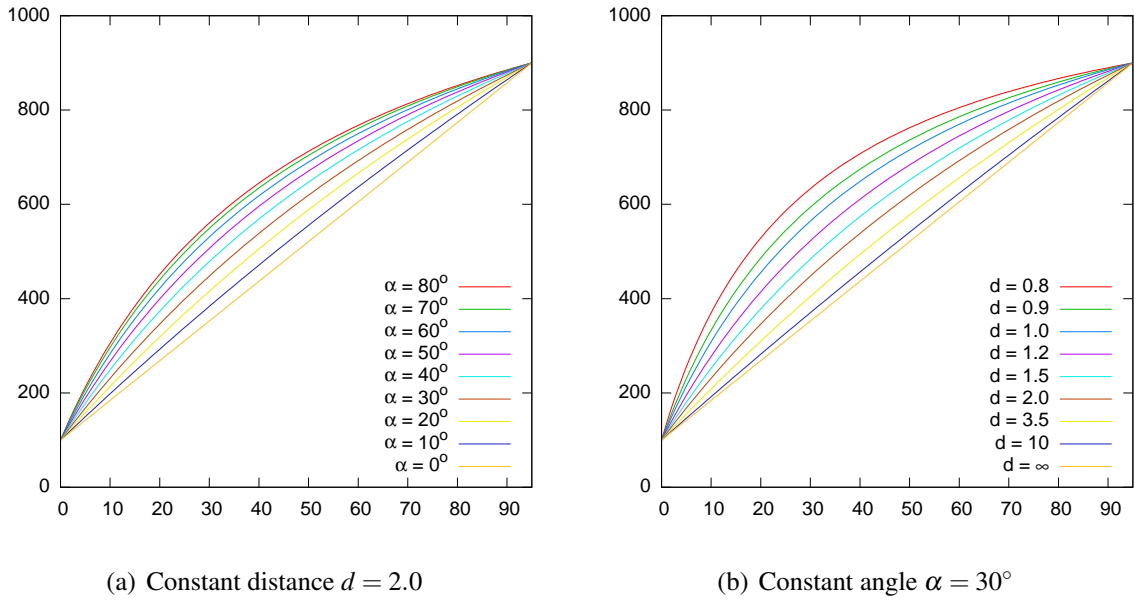 1000
800
600
400
200
0
0 10 20 30 40 50 60 70 80 90
α = 80°
α = 70°
α = 60°
α = 50°
α = 40°
α = 30°
α = 20°
α = 10°
α = 0°
(a) Constant distance d = 2.0
1000
800
600
400
200
0
0 10 20 30 40 50 60 70 80 90
d = 0.8
d = 0.9
d = 1.0
d = 1.2
d = 1.5
d = 2.0
d = 3.5
d = 10
d = ∞
(b) Constant angle α = 30°